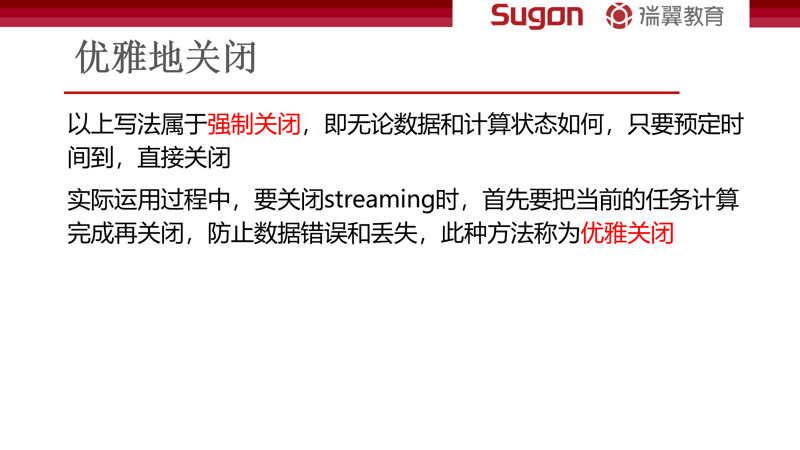 Sugon 瑞翼教育
优雅地关闭
以上写法属于强制关闭，即无论数据和计算状态如何，只要预定时
间到，直接关闭
实际运用过程中，要关闭streaming时，首先要把当前的任务计算
完成再关闭，防止数据错误和丢失，此种方法称为优雅关闭